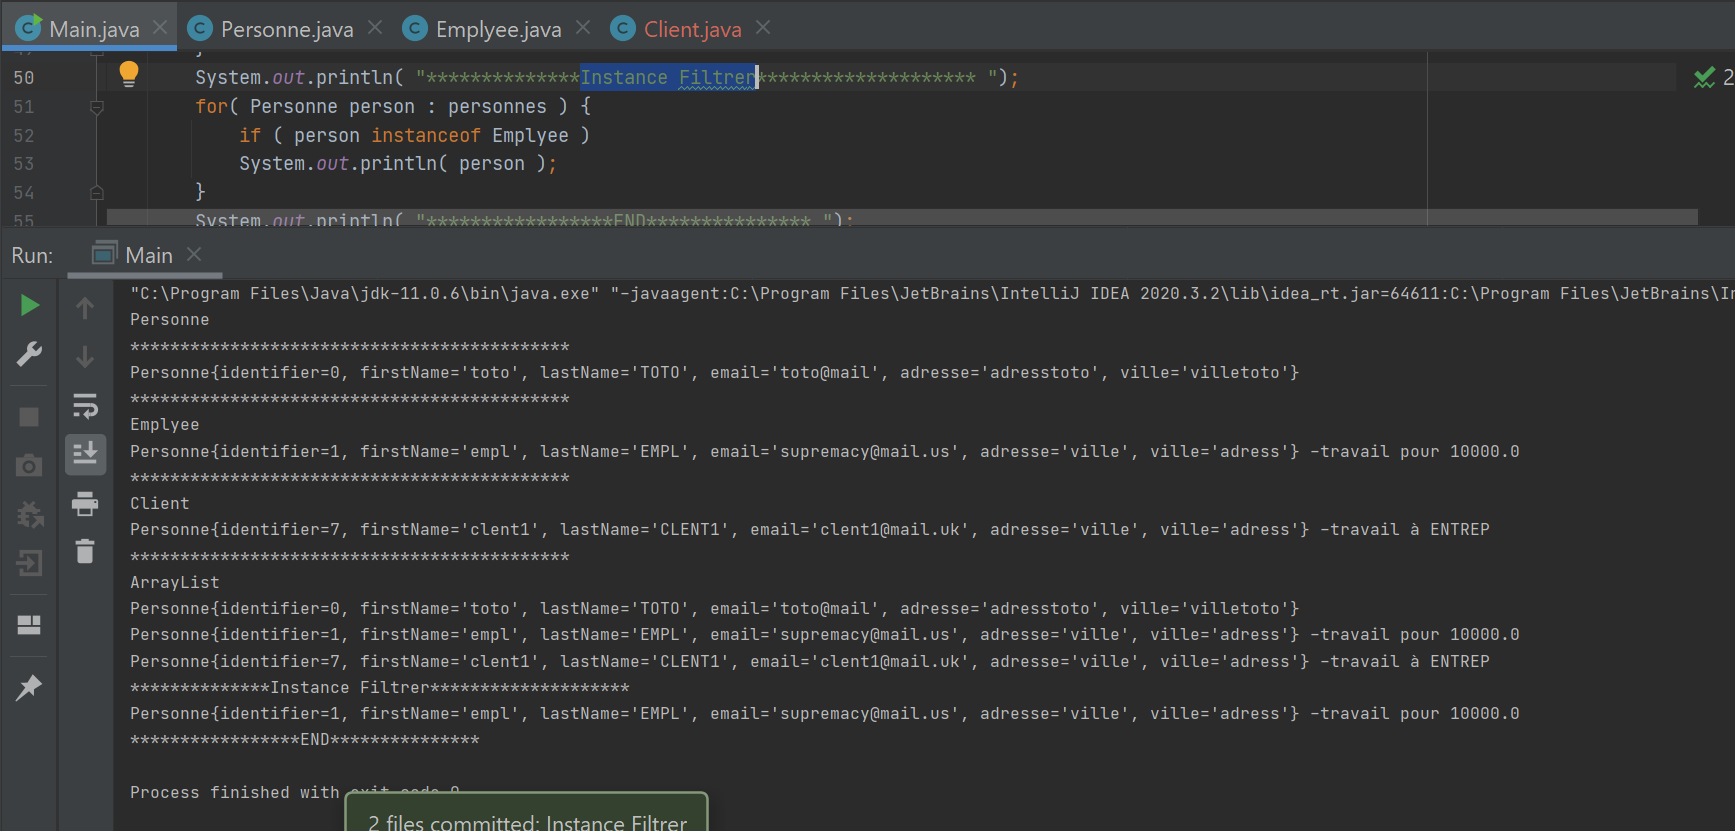 Main.java Personne.java Emplyee.java Client.java
50 System.out.println( "**************Instance Filtrer******************** "); 2
51 for( Personne person : personnes ) {
52 if ( person instanceof Emplyee )
53 System.out.println( person );
54 }
55 System.out.println( "*****************END*************** ");
Run: Main
"C:\Program Files\Java\jdk-11.0.6\bin\java.exe" "-javaagent:C:\Program Files\JetBrains\IntelliJ IDEA 2020.3.2\lib\idea_rt.jar=64611:C:\Program Files\JetBrains\In
Personne
********************************************
Personne{identifier=0, firstName='toto', lastName='TOTO', email='toto@mail', adresse='adresstoto', ville='villetoto'}
********************************************
Emplyee
Personne{identifier=1, firstName='empl', lastName='EMPL', email='supremacy@mail.us', adresse='ville', ville='adress'} -travail pour 10000.0
********************************************
Client
Personne{identifier=7, firstName='clent1', lastName='CLENT1', email='clent1@mail.uk', adresse='ville', ville='adress'} -travail à ENTREP
********************************************
ArrayList
Personne{identifier=0, firstName='toto', lastName='TOTO', email='toto@mail', adresse='adresstoto', ville='villetoto'}
Personne{identifier=1, firstName='empl', lastName='EMPL', email='supremacy@mail.us', adresse='ville', ville='adress'} -travail pour 10000.0
Personne{identifier=7, firstName='clent1', lastName='CLENT1', email='clent1@mail.uk', adresse='ville', ville='adress'} -travail à ENTREP
**************Instance Filtrer********************
Personne{identifier=1, firstName='empl', lastName='EMPL', email='supremacy@mail.us', adresse='ville', ville='adress'} -travail pour 10000.0
*****************END***************
Process finished with exit code 0
2 files committed: Instance Filtrer